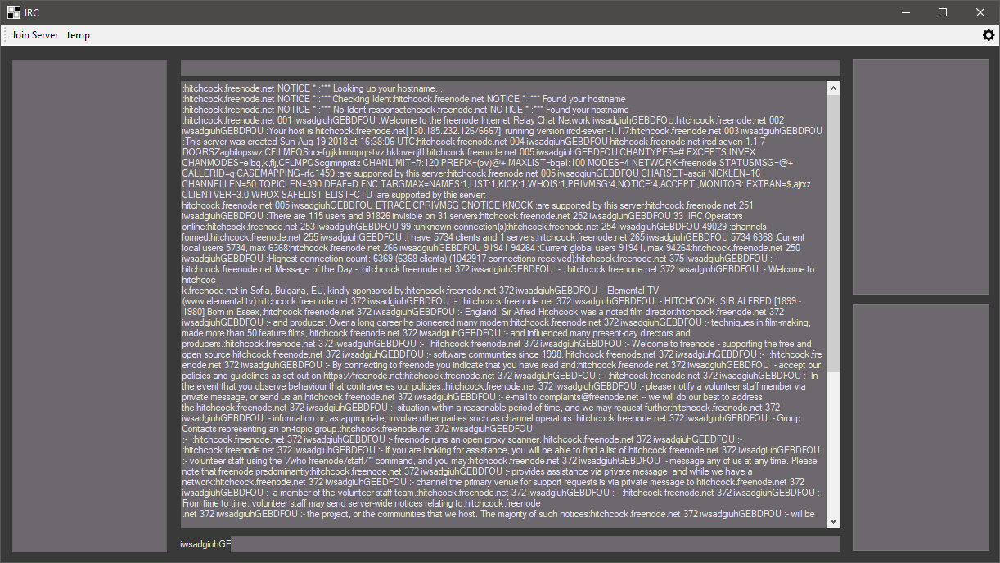 IRC
Join Server temp
:hitchcock.freenode.net NOTICE * :*** Looking up your hostname...
:hitchcock.freenode.net NOTICE * :*** Checking Ident:hitchcock.freenode.net NOTICE * :*** Found your hostname
:hitchcock.freenode.net NOTICE * :*** No Ident responsetchcock.freenode.net NOTICE * :*** Found your hostname
:hitchcock.freenode.net 001 iwsadgiuhGEBDFOU :Welcome to the freenode Internet Relay Chat Network iwsadgiuhGEBDFOU:hitchcock.freenode.net 002
iwsadgiuhGEBDFOU :Your host is hitchcock.freenode.net[130.185.232.126/6667], running version ircd-seven-1.1.7:hitchcock.freenode.net 003 iwsadgiuhGEBDFOU
:This server was created Sun Aug 19 2018 at 16:38:06 UTC:hitchcock.freenode.net 004 iwsadgiuhGEBDFOU hitchcock.freenode.net ircd-seven-1.1.7
DOQRSZaghilopswz CFILMPQSbcefgijklmnopqrstvz bkloveqjfI:hitchcock.freenode.net 005 iwsadgiuhGEBDFOU CHANTYPES=# EXCEPTS INVEX
CHANMODES=eIbq,k,flj,CFLMPQScgimnprstz CHANLIMIT=#:120 PREFIX=(ov)@+ MAXLIST=bqeI:100 MODES=4 NETWORK=freenode STATUSMSG=@+
CALLERID=g CASEMAPPING=rfc1459 :are supported by this server:hitchcock.freenode.net 005 iwsadgiuhGEBDFOU CHARSET=ascii NICKLEN=16
CHANNELLEN=50 TOPICLEN=390 DEAF=D FNC TARGMAX=NAMES:1,LIST:1,KICK:1,WHOIS:1,PRIVMSG:4,NOTICE:4,ACCEPT:,MONITOR: EXTBAN=$,ajrxz
CLIENTVER=3.0 WHOX SAFELIST ELIST=CTU :are supported by this server:
hitchcock.freenode.net 005 iwsadgiuhGEBDFOU ETRACE CPRIVMSG CNOTICE KNOCK :are supported by this server:hitchcock.freenode.net 251
iwsadgiuhGEBDFOU :There are 115 users and 91826 invisible on 31 servers:hitchcock.freenode.net 252 iwsadgiuhGEBDFOU 33 :IRC Operators
online:hitchcock.freenode.net 253 iwsadgiuhGEBDFOU 99 :unknown connection(s):hitchcock.freenode.net 254 iwsadgiuhGEBDFOU 49029 :channels
formed:hitchcock.freenode.net 255 iwsadgiuhGEBDFOU :I have 5734 clients and 1 servers:hitchcock.freenode.net 265 iwsadgiuhGEBDFOU 5734 6368 :Current
local users 5734, max 6368:hitchcock.freenode.net 266 iwsadgiuhGEBDFOU 91941 94264 :Current global users 91941, max 94264:hitchcock.freenode.net 250
iwsadgiuhGEBDFOU :Highest connection count: 6369 (6368 clients) (1042917 connections received):hitchcock.freenode.net 375 iwsadgiuhGEBDFOU :-
hitchcock.freenode.net Message of the Day - :hitchcock.freenode.net 372 iwsadgiuhGEBDFOU :- :hitchcock.freenode.net 372 iwsadgiuhGEBDFOU :- Welcome to
hitchcoc
k.freenode.net in Sofia, Bulgaria, EU, kindly sponsored by:hitchcock.freenode.net 372 iwsadgiuhGEBDFOU :- Elemental TV
(www.elemental.tv):hitchcock.freenode.net 372 iwsadgiuhGEBDFOU :- :hitchcock.freenode.net 372 iwsadgiuhGEBDFOU :- HITCHCOCK, SIR ALFRED [1899 -
1980] Born in Essex,:hitchcock.freenode.net 372 iwsadgiuhGEBDFOU :- England, Sir Alfred Hitchcock was a noted film director:hitchcock.freenode.net 372
iwsadgiuhGEBDFOU :- and producer. Over a long career he pioneered many modern:hitchcock.freenode.net 372 iwsadgiuhGEBDFOU :- techniques in film-making,
made more than 50 feature films,:hitchcock.freenode.net 372 iwsadgiuhGEBDFOU :- and influenced many present-day directors and
producers.:hitchcock.freenode.net 372 iwsadgiuhGEBDFOU :- :hitchcock.freenode.net 372 iwsadgiuhGEBDFOU :- Welcome to freenode - supporting the free and
open source:hitchcock.freenode.net 372 iwsadgiuhGEBDFOU :- software communities since 1998.:hitchcock.freenode.net 372 iwsadgiuhGEBDFOU :- :hitchcock.fre
enode.net 372 iwsadgiuhGEBDFOU :- By connecting to freenode you indicate that you have read and:hitchcock.freenode.net 372 iwsadgiuhGEBDFOU :- accept our
policies and guidelines as set out on https://freenode.net:hitchcock.freenode.net 372 iwsadgiuhGEBDFOU :- :hitchcock.freenode.net 372 iwsadgiuhGEBDFOU :- In
the event that you observe behaviour that contravenes our policies,:hitchcock.freenode.net 372 iwsadgiuhGEBDFOU :- please notify a volunteer staff member via
private message, or send us an:hitchcock.freenode.net 372 iwsadgiuhGEBDFOU :- e-mail to complaints@freenode.net -- we will do our best to address
the:hitchcock.freenode.net 372 iwsadgiuhGEBDFOU :- situation within a reasonable period of time, and we may request further:hitchcock.freenode.net 372
iwsadgiuhGEBDFOU :- information or, as appropriate, involve other parties such as channel operators :hitchcock.freenode.net 372 iwsadgiuhGEBDFOU :- Group
Contacts representing an on-topic group.:hitchcock.freenode.net 372 iwsadgiuhGEBDFOU
:- :hitchcock.freenode.net 372 iwsadgiuhGEBDFOU :- freenode runs an open proxy scanner.:hitchcock.freenode.net 372 iwsadgiuhGEBDFOU :-
:hitchcock.freenode.net 372 iwsadgiuhGEBDFOU :- If you are looking for assistance, you will be able to find a list of:hitchcock.freenode.net 372 iwsadgiuhGEBDFOU
:- volunteer staff using the '/who freenode/staff/*' command, and you may:hitchcock.freenode.net 372 iwsadgiuhGEBDFOU :- message any of us at any time. Please
note that freenode predominantly:hitchcock.freenode.net 372 iwsadgiuhGEBDFOU :- provides assistance via private message, and while we have a
network:hitchcock.freenode.net 372 iwsadgiuhGEBDFOU :- channel the primary venue for support requests is via private message to:hitchcock.freenode.net 372
iwsadgiuhGEBDFOU :- a member of the volunteer staff team.:hitchcock.freenode.net 372 iwsadgiuhGEBDFOU :- :hitchcock.freenode.net 372 iwsadgiuhGEBDFOU :-
From time to time, volunteer staff may send server-wide notices relating to:hitchcock.freenode
.net 372 iwsadgiuhGEBDFOU :- the project, or the communities that we host. The majority of such notices:hitchcock.freenode.net 372 iwsadgiuhGEBDFOU :- will be
iwsadgiuhGE